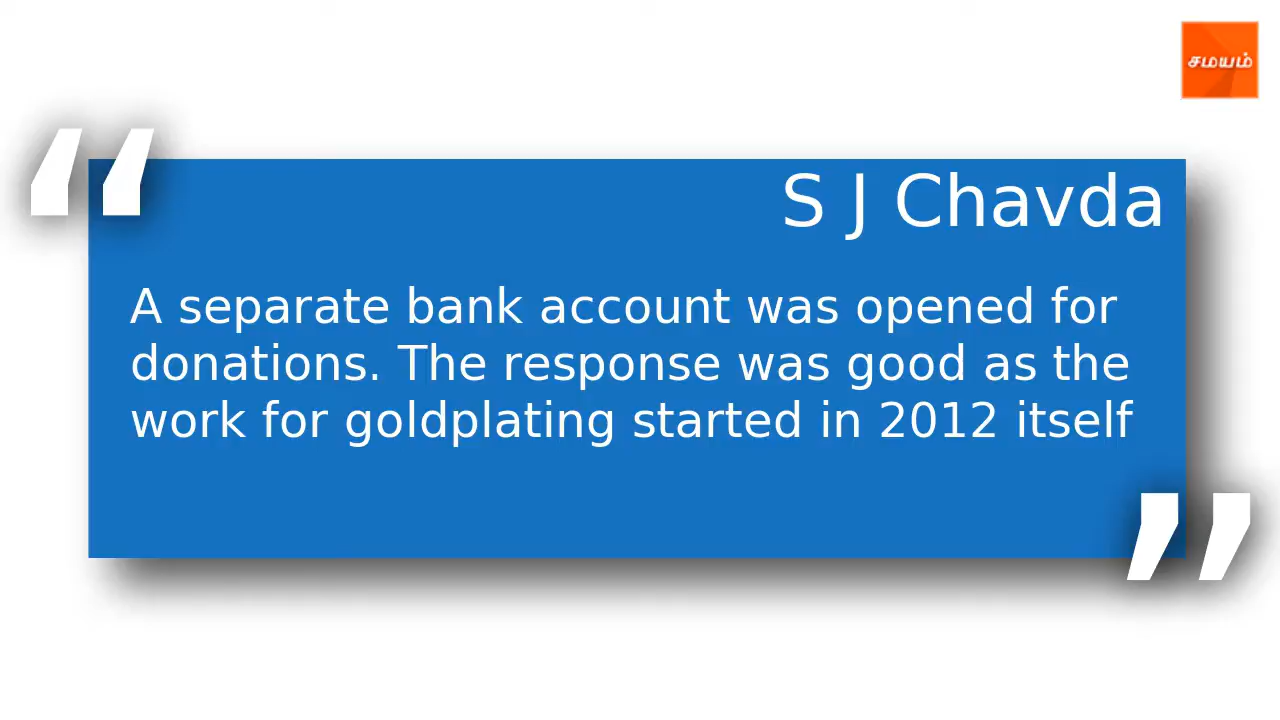 சமயம்
S J Chavda
A separate bank account was opened for
donations. The response was good as the
work for goldplating started in 2012 itself